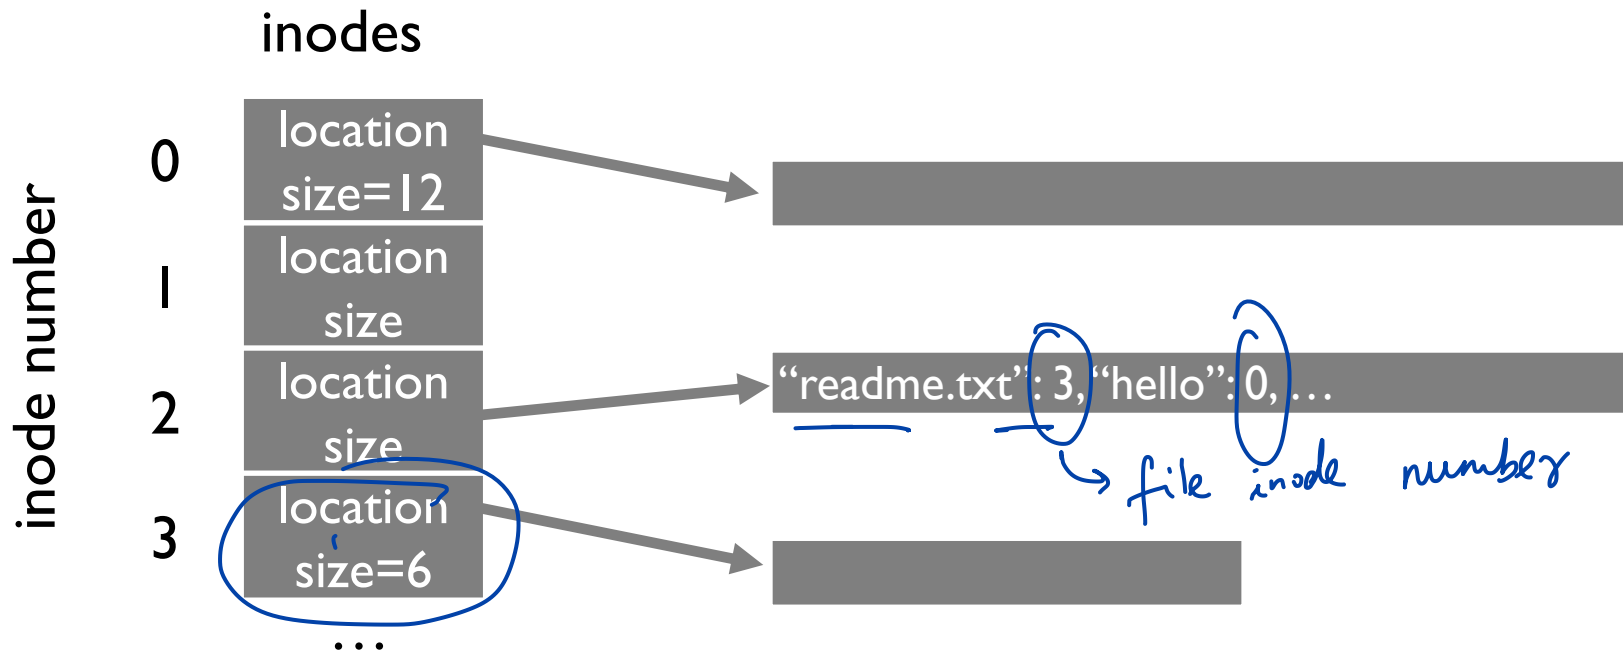 inodes
inode number
0
location
size=12
1
location
size
2
location
size
“readme.txt”: 3, “hello”: 0, …
file inode number
3
location
size=6
…